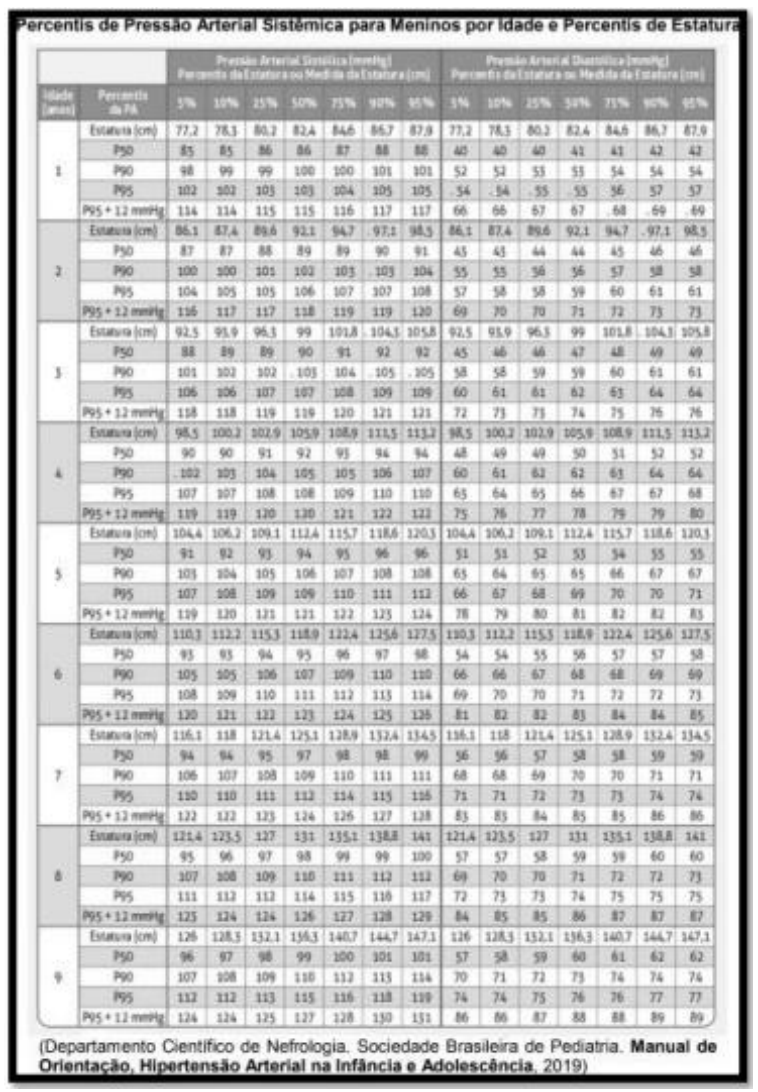 Percentis de Pressão Arterial Sistêmica para Meninos por Idade e Percentis de Estatura
Pressão Arterial Sistólica (mmHg) Pressão Arterial Diastólica (mmHg)
Percentis da Estatura ou Medida da Estatura (cm) Percentis da Estatura ou Medida da Estatura (cm)
Idade (anos) Percentis da PA 5% 10% 25% 50% 75% 90% 95% 5% 10% 25% 50% 75% 90% 95%
Estatura (cm) 77,2 78,3 80,2 82,4 84,6 86,7 87,9 77,2 78,3 80,2 82,4 84,6 86,7 87,9
P50 85 85 86 86 87 88 88 40 40 40 41 41 42 42
1 P90 98 99 99 100 100 101 101 52 52 53 53 54 54 54
P95 102 102 103 103 104 105 105 . 54 . 54 . 55 . 55 56 57 57
P95 + 12 mmHg 114 114 115 115 116 117 117 66 66 67 67 . 68 . 69 . 69
Estatura (cm) 86,1 87,4 89,6 92,1 94,7 . 97,1 98,5 86,1 87,4 89,6 92,1 94,7 . 97,1 98,5
P50 87 87 88 89 89 90 91 43 43 44 44 45 46 46
2 P90 100 100 101 102 103 . 103 104 55 55 56 56 57 58 58
P95 104 105 105 106 107 107 108 57 58 58 59 60 61 61
P95 + 12 mmHg 116 117 117 118 119 119 120 69 70 70 71 72 73 73
Estatura (cm) 92,5 93,9 96,3 99 101,8 . 104,3 105,8 92,5 93,9 96,3 99 101,8 . 104,3 105,8
P50 88 89 89 90 91 92 92 45 46 46 47 48 49 49
3 P90 101 102 102 . 103 104 . 105 . 105 58 58 59 59 60 61 61
P95 106 106 107 107 108 109 109 60 61 61 62 63 64 64
P95 + 12 mmHg 118 118 119 119 120 121 121 72 73 73 74 75 76 76
Estatura (cm) 98,5 100,2 102,9 105,9 108,9 111,5 113,2 98,5 100,2 102,9 105,9 108,9 111,5 113,2
P50 90 90 91 92 93 94 94 48 49 49 50 51 52 52
4 P90 . 102 103 104 105 105 106 107 60 61 62 62 63 64 64
P95 107 107 108 108 109 110 110 63 64 65 66 67 67 68
P95 + 12 mmHg 119 119 120 120 121 122 122 75 76 77 78 79 79 80
Estatura (cm) 104,4 106,2 109,1 112,4 115,7 118,6 120,3 104,4 106,2 109,1 112,4 115,7 118,6 120,3
P50 91 92 93 94 95 96 96 51 51 52 53 54 55 55
5 P90 103 104 105 106 107 108 108 63 64 65 65 66 67 67
P95 107 108 109 109 110 111 112 66 67 68 69 70 70 71
P95 + 12 mmHg 119 120 121 121 122 123 124 78 79 80 81 82 82 83
Estatura (cm) 110,3 112,2 115,3 118,9 122,4 125,6 127,5 110,3 112,2 115,3 118,9 122,4 125,6 127,5
P50 93 93 94 95 96 97 98 54 54 55 56 57 57 58
6 P90 105 105 106 107 109 110 110 66 66 67 68 68 69 69
P95 108 109 110 111 112 113 114 69 70 70 71 72 72 73
P95 + 12 mmHg 120 121 122 123 124 125 126 81 82 82 83 84 84 85
Estatura (cm) 116,1 118 121,4 125,1 128,9 132,4 134,5 116,1 118 121,4 125,1 128,9 132,4 134,5
P50 94 94 95 97 98 98 99 56 56 57 58 58 59 59
7 P90 106 107 108 109 110 111 111 68 68 69 70 70 71 71
P95 110 110 111 112 114 115 116 71 71 72 73 73 74 74
P95 + 12 mmHg 122 122 123 124 126 127 128 83 83 84 85 85 86 86
Estatura (cm) 121,4 123,5 127 131 135,1 138,8 141 121,4 123,5 127 131 135,1 138,8 141
P50 95 96 97 98 99 99 100 57 57 58 59 59 60 60
8 P90 107 108 109 110 111 112 112 69 70 70 71 72 72 73
P95 111 112 112 114 115 116 117 72 73 73 74 75 75 75
P95 + 12 mmHg 123 124 124 126 127 128 129 84 85 85 86 87 87 87
Estatura (cm) 126 128,3 132,1 136,3 140,7 144,7 147,1 126 128,3 132,1 136,3 140,7 144,7 147,1
P50 96 97 98 99 100 101 101 57 58 59 60 61 62 62
9 P90 107 108 109 110 112 113 114 70 71 72 73 74 74 74
P95 112 112 113 115 116 118 119 74 74 75 76 76 77 77
P95 + 12 mmHg 124 124 125 127 128 130 131 86 86 87 88 88 89 89
(Departamento Científico de Nefrologia. Sociedade Brasileira de Pediatria. Manual de
Orientação, Hipertensão Arterial na Infância e Adolescência, 2019)